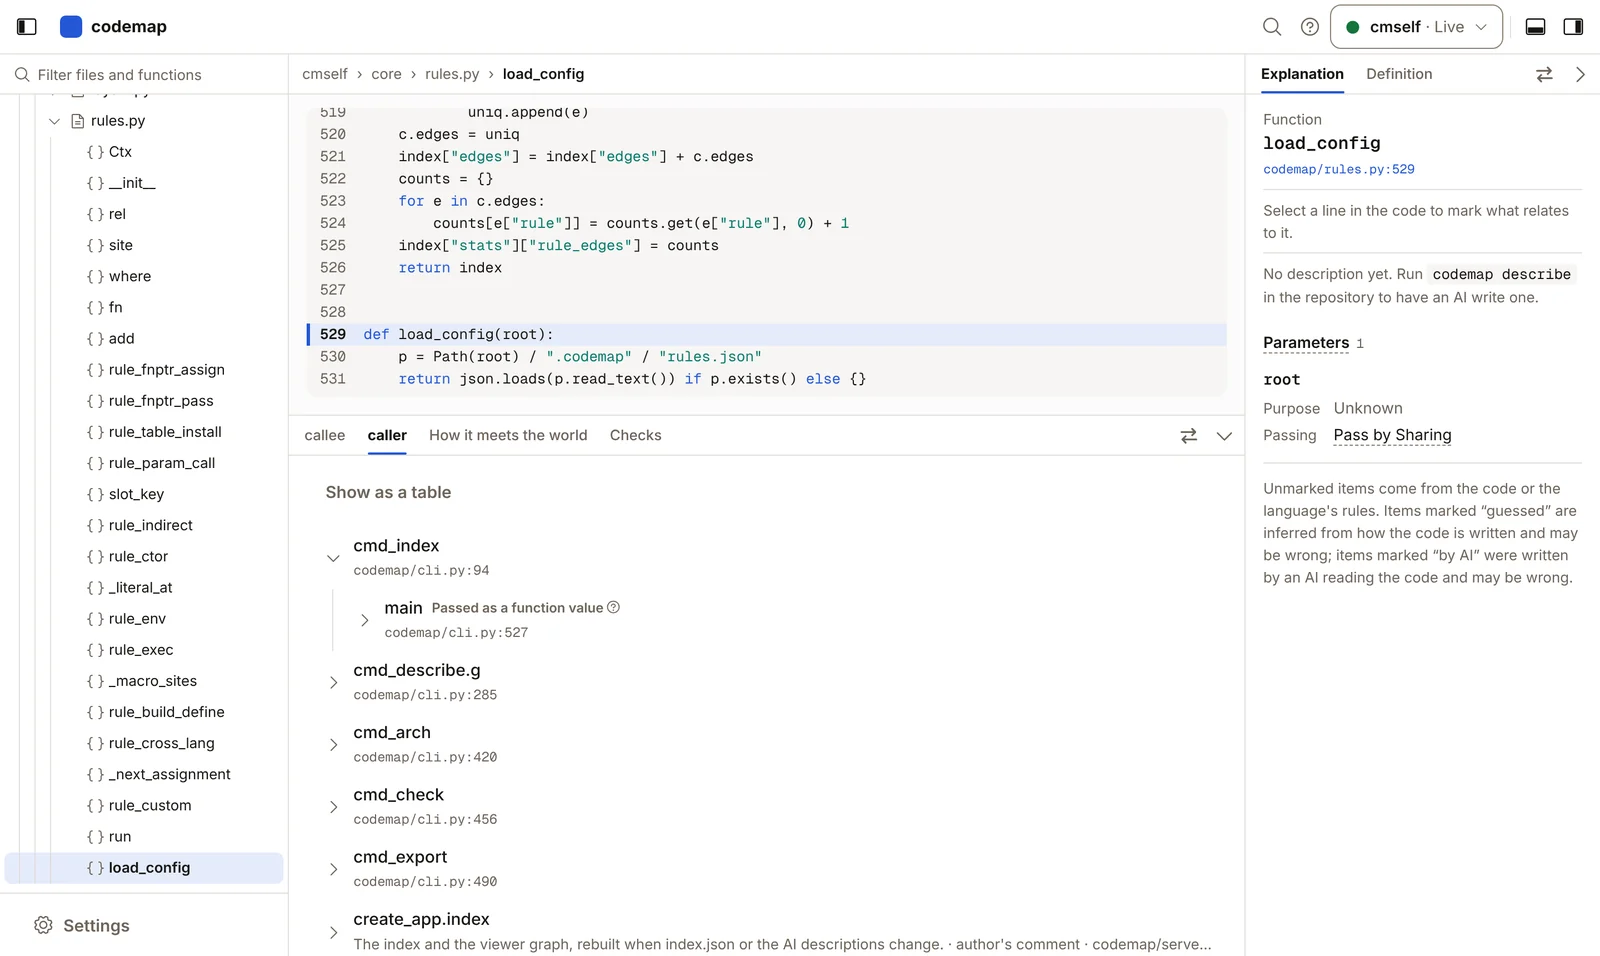 codemap
cmself · Live
Filter files and functions
rules.py
{ } Ctx
{ } __init__
{ } rel
{ } site
{ } where
{ } fn
{ } add
{ } rule_fnptr_assign
{ } rule_fnptr_pass
{ } rule_table_install
{ } rule_param_call
{ } slot_key
{ } rule_indirect
{ } rule_ctor
{ } _literal_at
{ } rule_env
{ } rule_exec
{ } _macro_sites
{ } rule_build_define
{ } rule_cross_lang
{ } _next_assignment
{ } rule_custom
{ } run
{ } load_config
Settings
cmself › core › rules.py › load_config
519 uniq.append(e)
520 c.edges = uniq
521 index["edges"] = index["edges"] + c.edges
522 counts = {}
523 for e in c.edges:
524 counts[e["rule"]] = counts.get(e["rule"], 0) + 1
525 index["stats"]["rule_edges"] = counts
526 return index
527
528
529 def load_config(root):
530 p = Path(root) / ".codemap" / "rules.json"
531 return json.loads(p.read_text()) if p.exists() else {}
callee caller How it meets the world Checks
Show as a table
cmd_index
codemap/cli.py:94
main Passed as a function value
codemap/cli.py:527
cmd_describe.g
codemap/cli.py:285
cmd_arch
codemap/cli.py:420
cmd_check
codemap/cli.py:456
cmd_export
codemap/cli.py:490
create_app.index
The index and the viewer graph, rebuilt when index.json or the AI descriptions change. · author's comment · codemap/serve...
Explanation Definition
Function
load_config
codemap/rules.py:529
Select a line in the code to mark what relates
to it.
No description yet. Run codemap describe
in the repository to have an AI write one.
Parameters 1
root
Purpose Unknown
Passing Pass by Sharing
Unmarked items come from the code or the
language's rules. Items marked “guessed” are
inferred from how the code is written and may
be wrong; items marked “by AI” were written
by an AI reading the code and may be wrong.